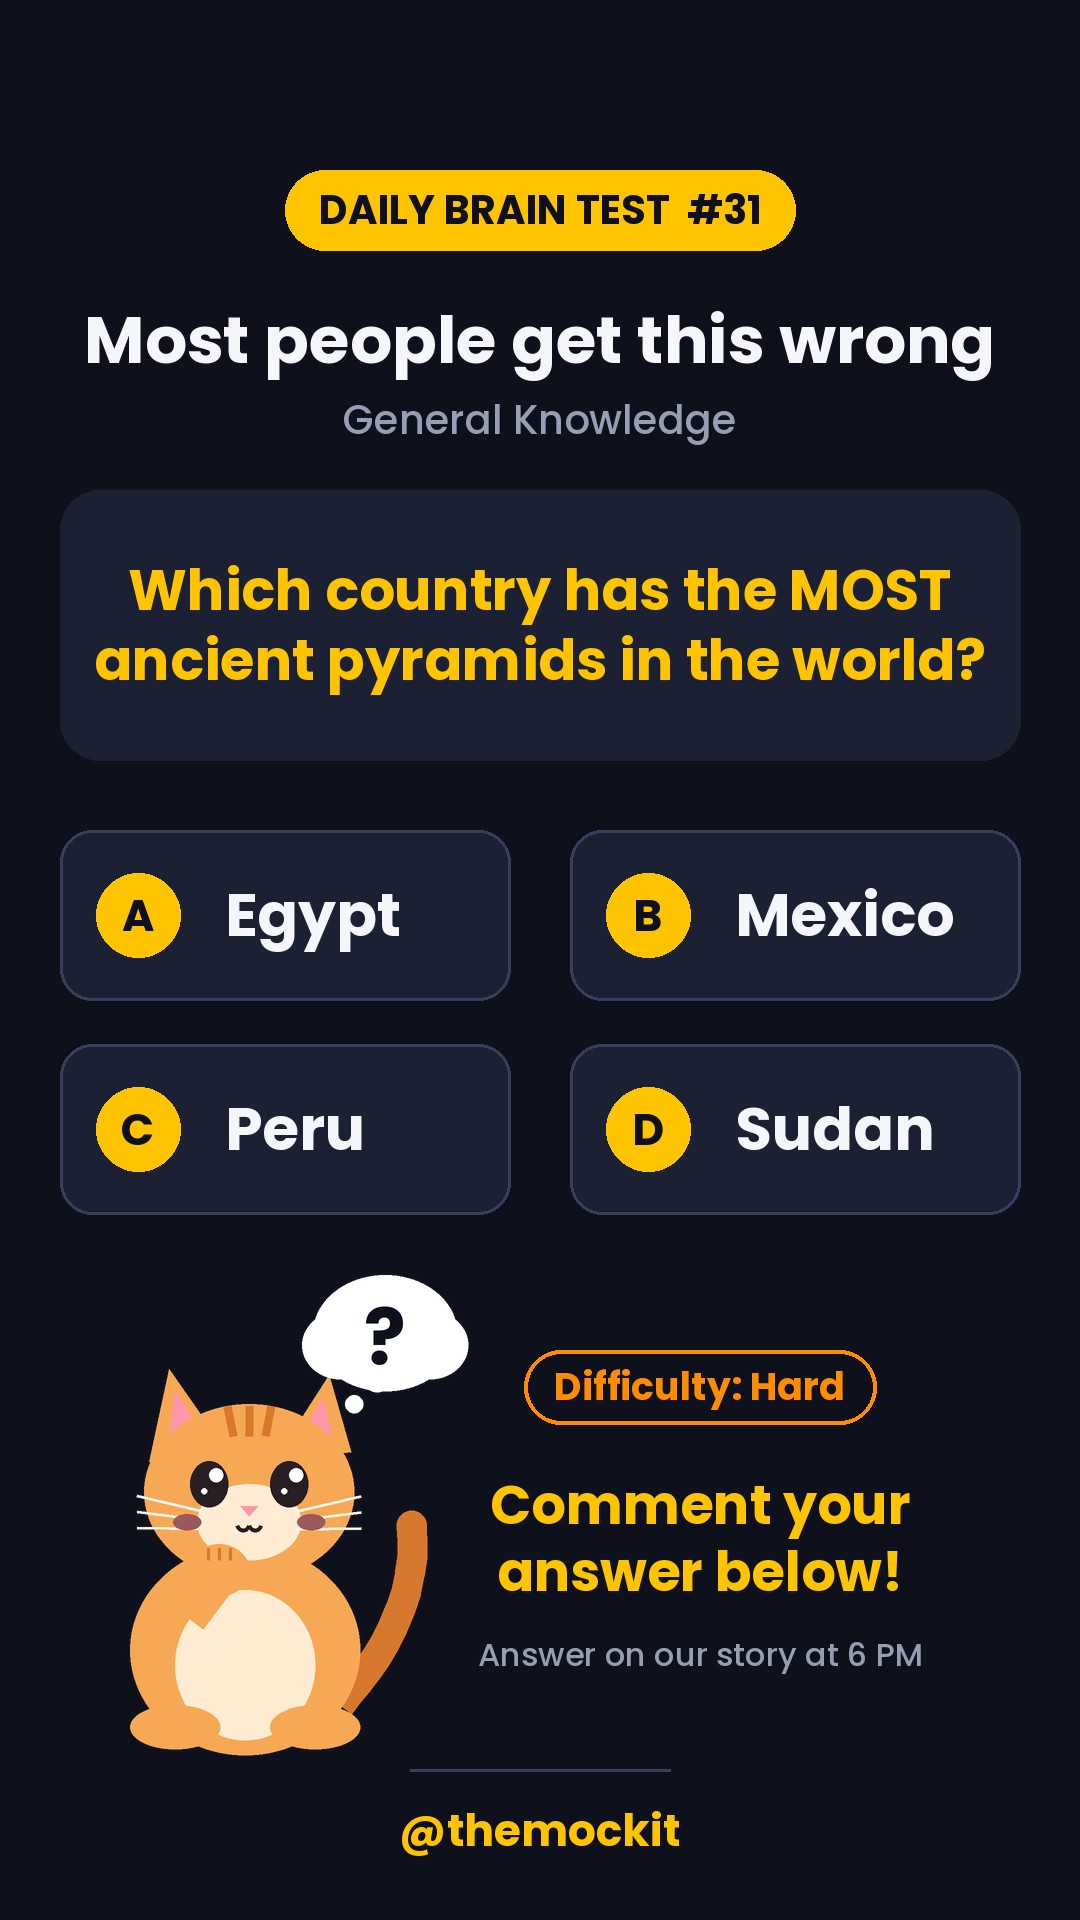 DAILY BRAIN TEST #31
Most people get this wrong
General Knowledge
Which country has the MOST
ancient pyramids in the world?
A Egypt
B Mexico
C Peru
D Sudan
?
Difficulty: Hard
Comment your
answer below!
Answer on our story at 6 PM
@themockit